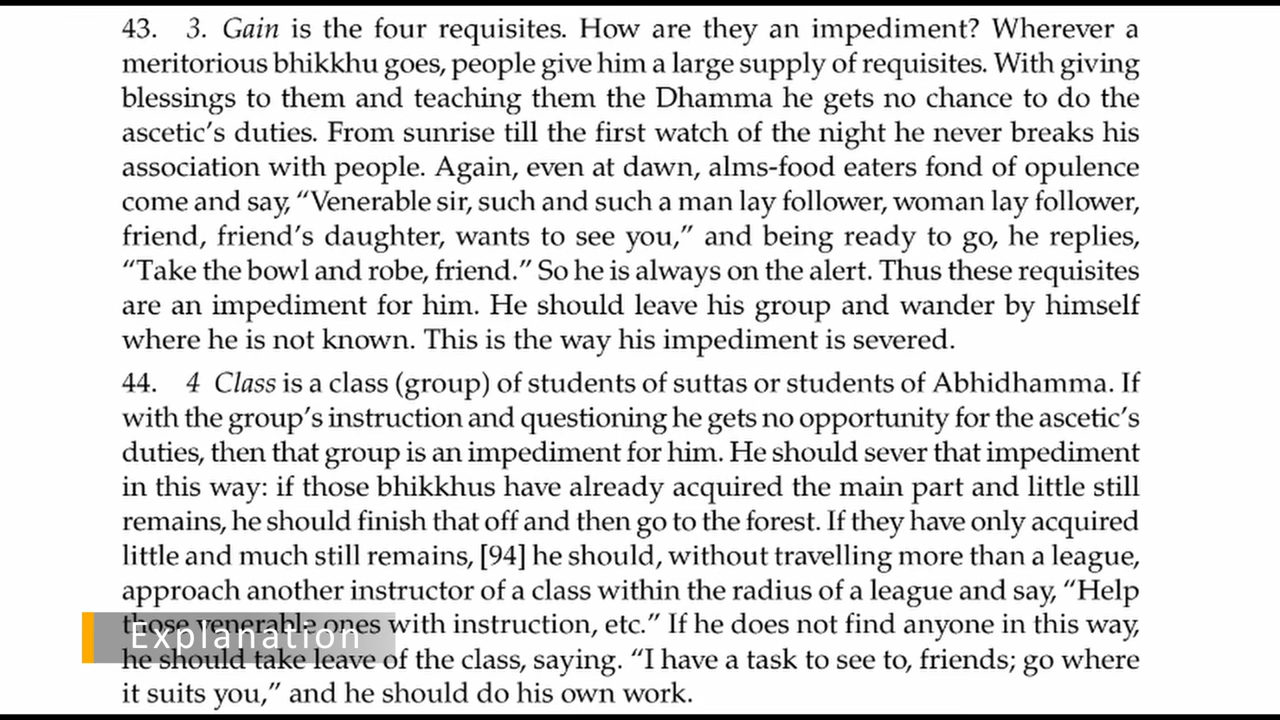 43. 3. Gain is the four requisites. How are they an impediment? Wherever a
meritorious bhikkhu goes, people give him a large supply of requisites. With giving
blessings to them and teaching them the Dhamma he gets no chance to do the
ascetic’s duties. From sunrise till the first watch of the night he never breaks his
association with people. Again, even at dawn, alms-food eaters fond of opulence
come and say, “Venerable sir, such and such a man lay follower, woman lay follower,
friend, friend’s daughter, wants to see you,” and being ready to go, he replies,
“Take the bowl and robe, friend.” So he is always on the alert. Thus these requisites
are an impediment for him. He should leave his group and wander by himself
where he is not known. This is the way his impediment is severed.
44. 4 Class is a class (group) of students of suttas or students of Abhidhamma. If
with the group’s instruction and questioning he gets no opportunity for the ascetic’s
duties, then that group is an impediment for him. He should sever that impediment
in this way: if those bhikkhus have already acquired the main part and little still
remains, he should finish that off and then go to the forest. If they have only acquired
little and much still remains, [94] he should, without travelling more than a league,
approach another instructor of a class within the radius of a league and say, “Help
those venerable ones with instruction, etc.” If he does not find anyone in this way,
Explanation
he should take leave of the class, saying. “I have a task to see to, friends; go where
it suits you,” and he should do his own work.